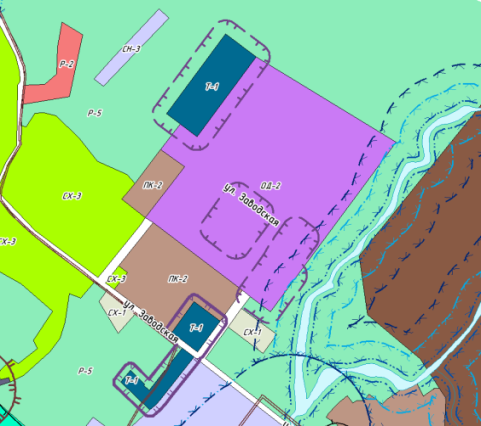 СН-3
Р-2
Т-1
Р-5
ПК-2
ОД-2
СХ-3
ул. Заводская
СХ-3
СХ-3
ПК-2
СХ-1
ул. Заводская
Т-1
СХ-1
Р-5
Т-1